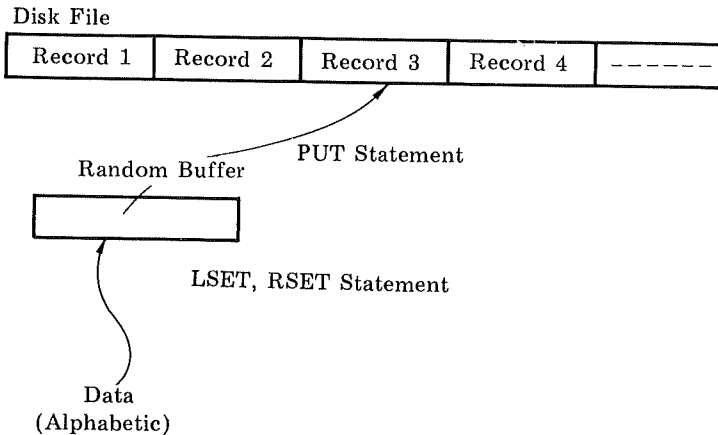 Disk File
Record 1 Record 2 Record 3 Record 4 ------
PUT Statement
Random Buffer
LSET, RSET Statement
Data
(Alphabetic)